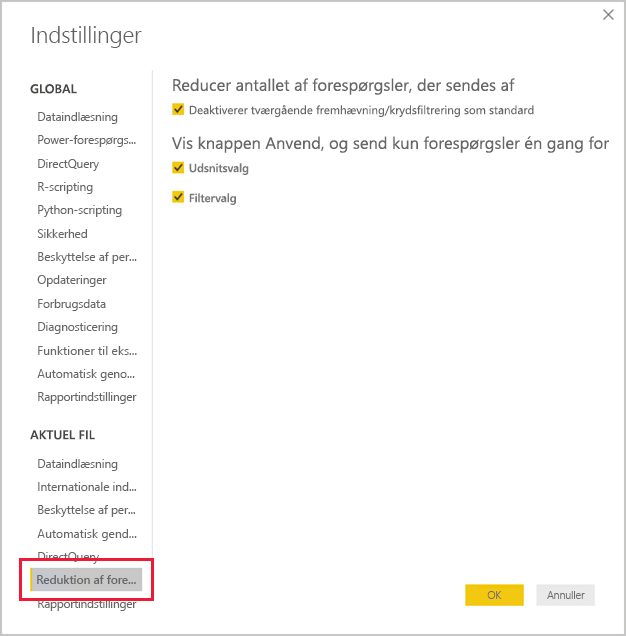 Indstillinger
GLOBAL
Dataindlæsning
Power-forespørgs...
DirectQuery
R-scripting
Python-scripting
Sikkerhed
Beskyttelse af per...
Opdateringer
Forbrugsdata
Diagnosticering
Funktioner til eks...
Automatisk geno...
Rapportindstillinger
AKTUEL FIL
Dataindlæsning
Internationale ind...
Beskyttelse af per...
Automatisk gend...
DirectQuery
Reduktion af fore...
Rapportindstillinger
Reducer antallet af forespørgsler, der sendes af
Deaktiverer tværgående fremhævning/krydsfiltrering som standard
Vis knappen Anvend, og send kun forespørgsler én gang for
Udsnitsvalg
Filtervalg
OK
Annuller